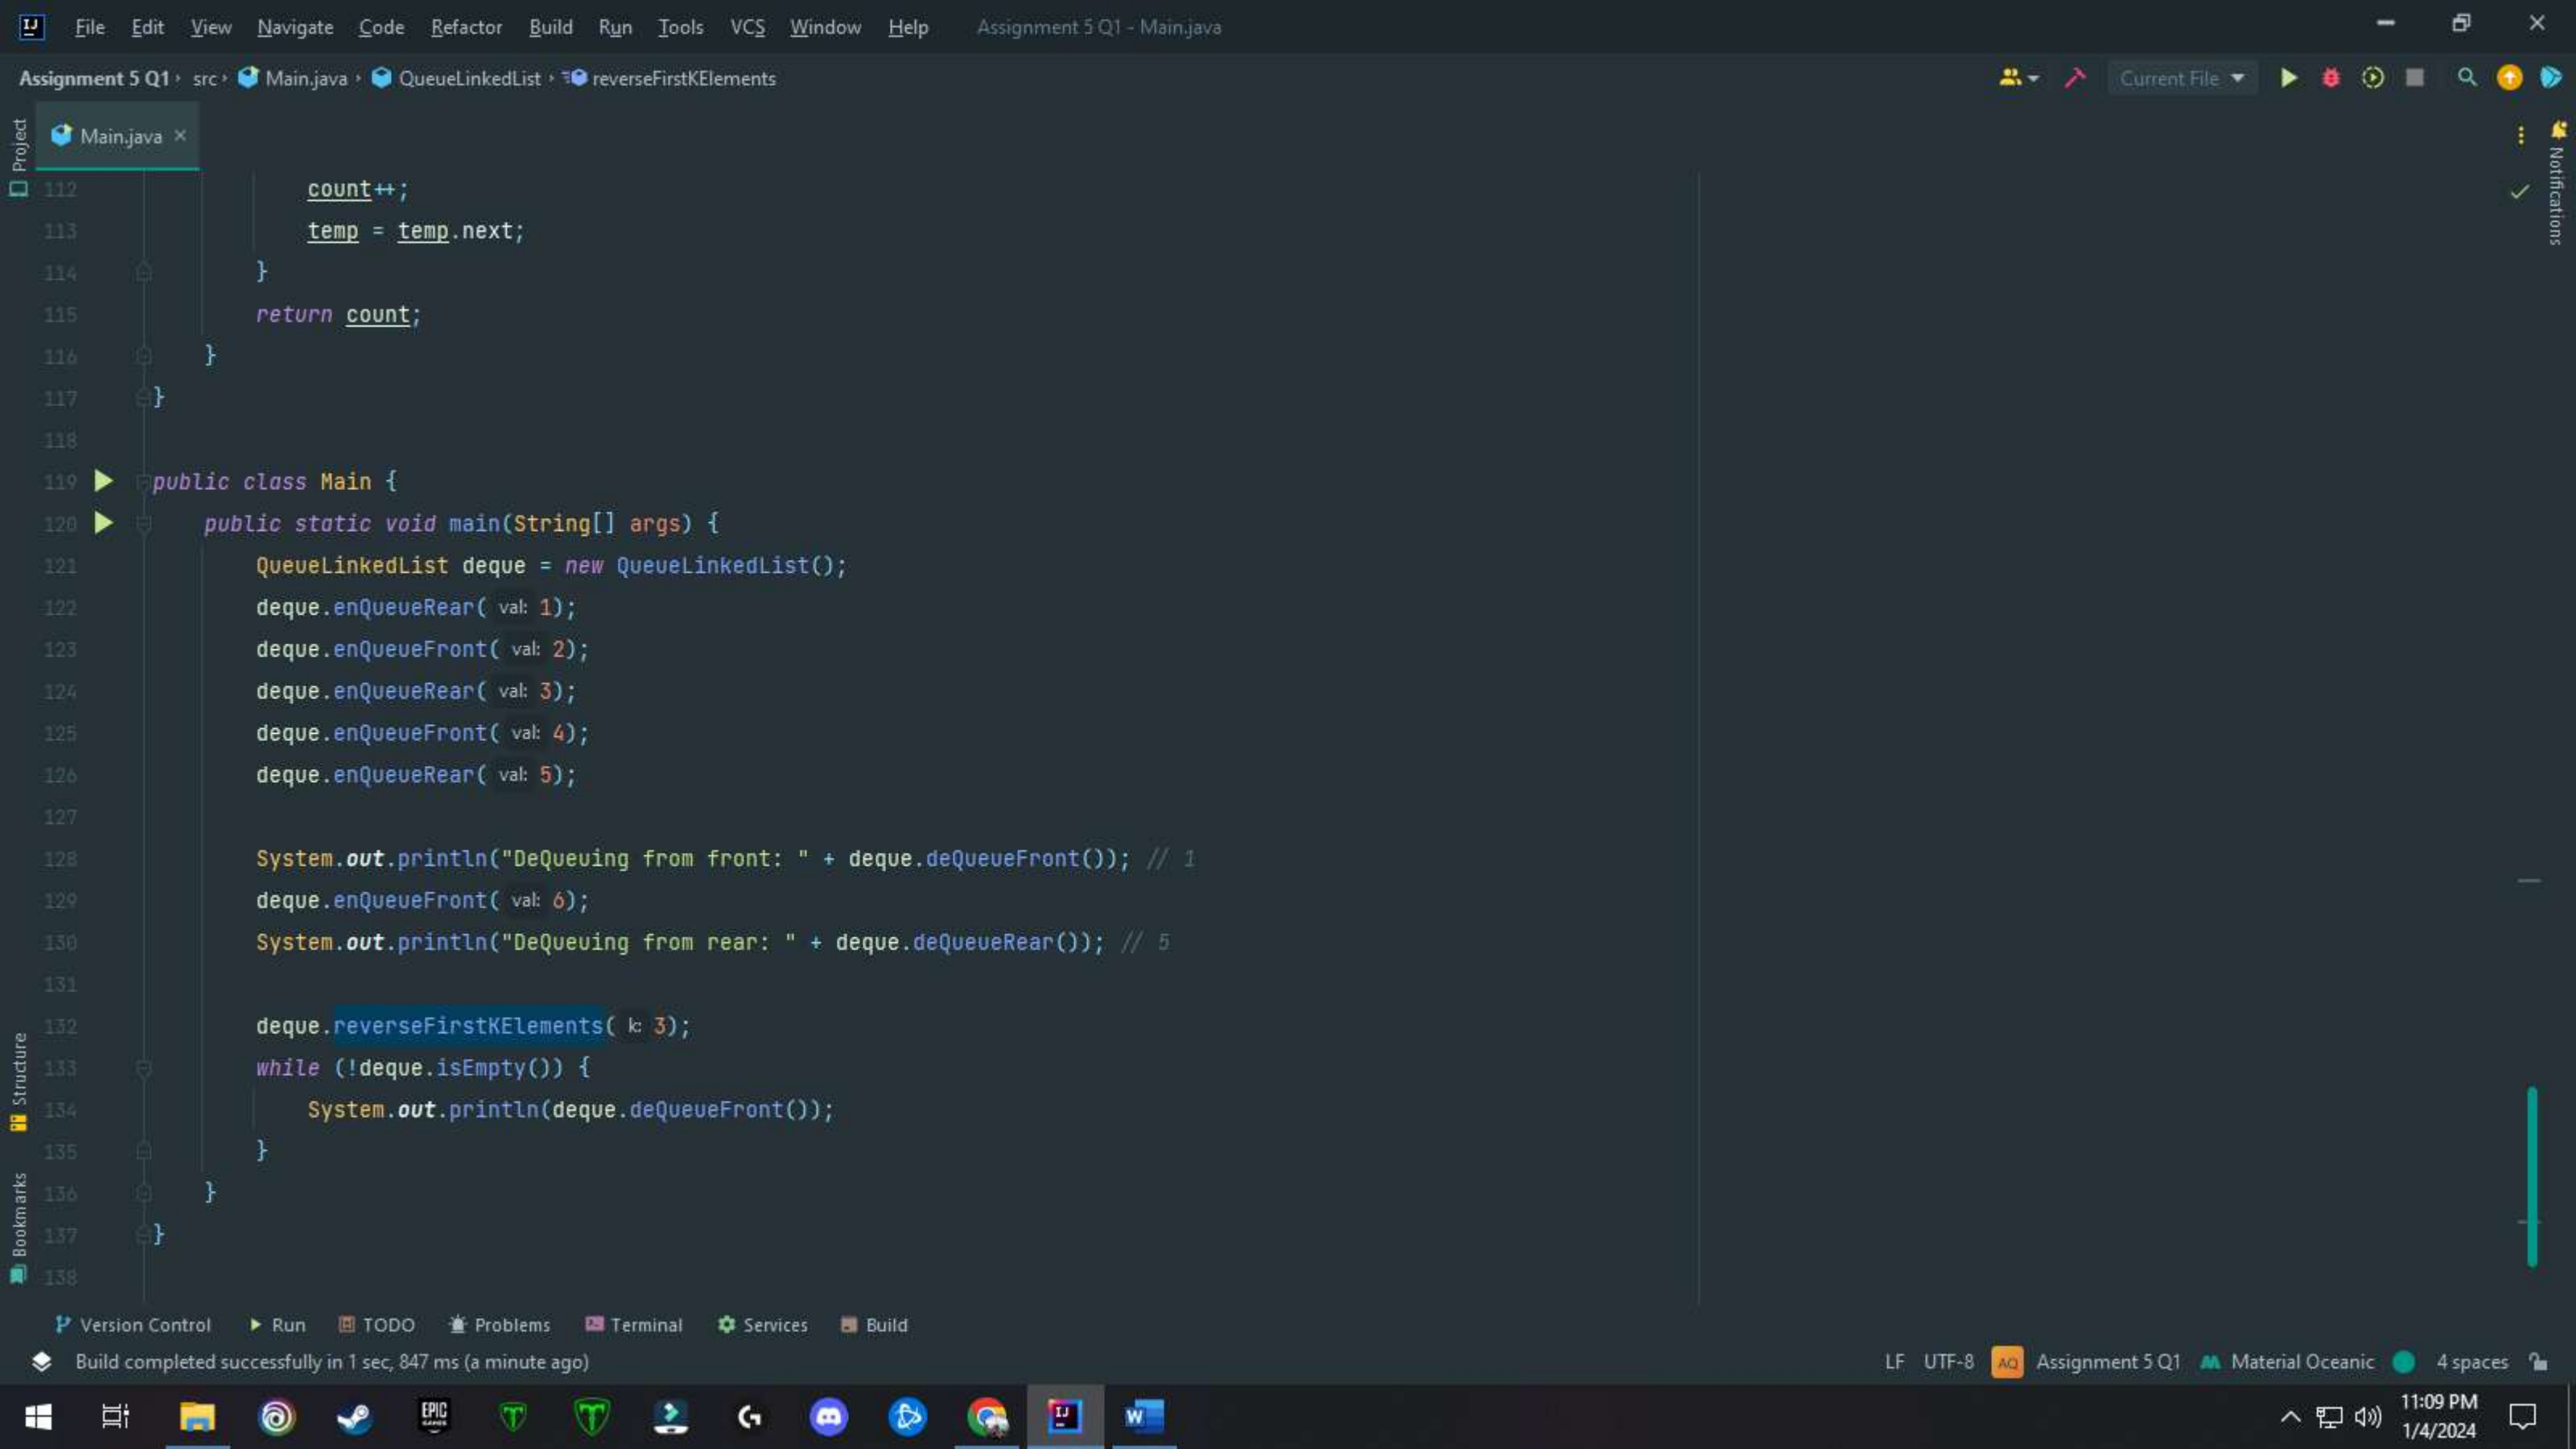 File Edit View Navigate Code Refactor Build Run Tools VCS Window Help Assignment 5 Q1 - Main.java
Assignment 5 Q1 src Main.java QueueLinkedList reverseFirstKElements Current File
Project
Main.java
Notifications
112 count++;
113 temp = temp.next;
114 }
115 return count;
116 }
117 }
118
119 public class Main {
120 public static void main(String[] args) {
121 QueueLinkedList deque = new QueueLinkedList();
122 deque.enQueueRear( val: 1);
123 deque.enQueueFront( val: 2);
124 deque.enQueueRear( val: 3);
125 deque.enQueueFront( val: 4);
126 deque.enQueueRear( val: 5);
127
128 System.out.println("DeQueuing from front: " + deque.deQueueFront()); // 1
129 deque.enQueueFront( val: 6);
130 System.out.println("DeQueuing from rear: " + deque.deQueueRear()); // 5
131
132 deque.reverseFirstKElements( k: 3);
133 while (!deque.isEmpty()) {
134 System.out.println(deque.deQueueFront());
135 }
136 }
137 }
138
Structure
Bookmarks
Version Control Run TODO Problems Terminal Services Build
Build completed successfully in 1 sec, 847 ms (a minute ago) LF UTF-8 AQ Assignment 5 Q1 Material Oceanic 4 spaces
EPIC GAMES IJ W
11:09 PM
1/4/2024